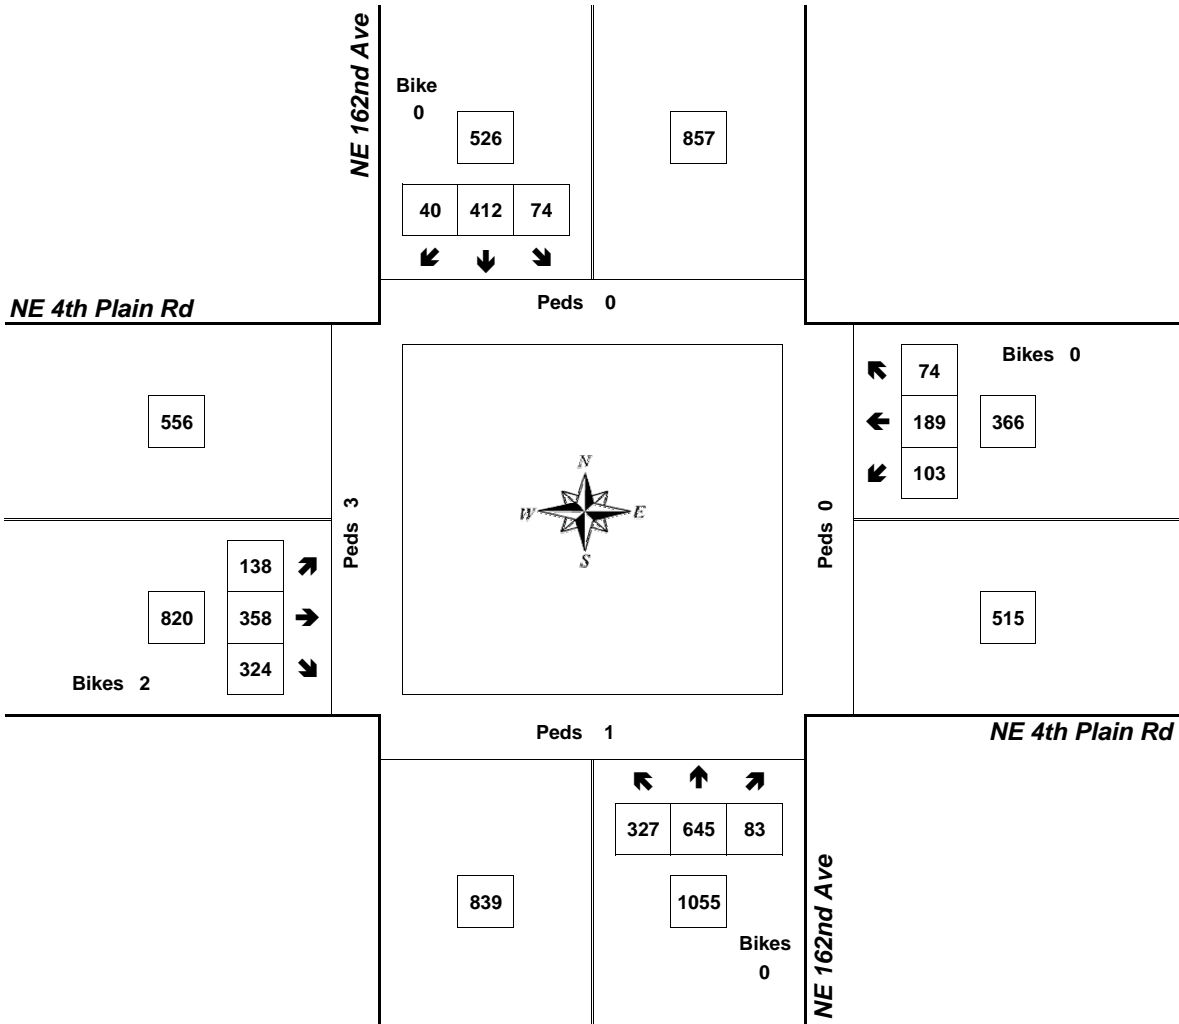 NE 162nd Ave
Bike
0
526
857
40 412 74
Peds 0
NE 4th Plain Rd
Bikes 0
74
556
189 366
103
N
W E
S
Peds 3
Peds 0
138
820 358
515
324
Bikes 2
Peds 1
NE 4th Plain Rd
327 645 83
839
1055
Bikes
0
NE 162nd Ave